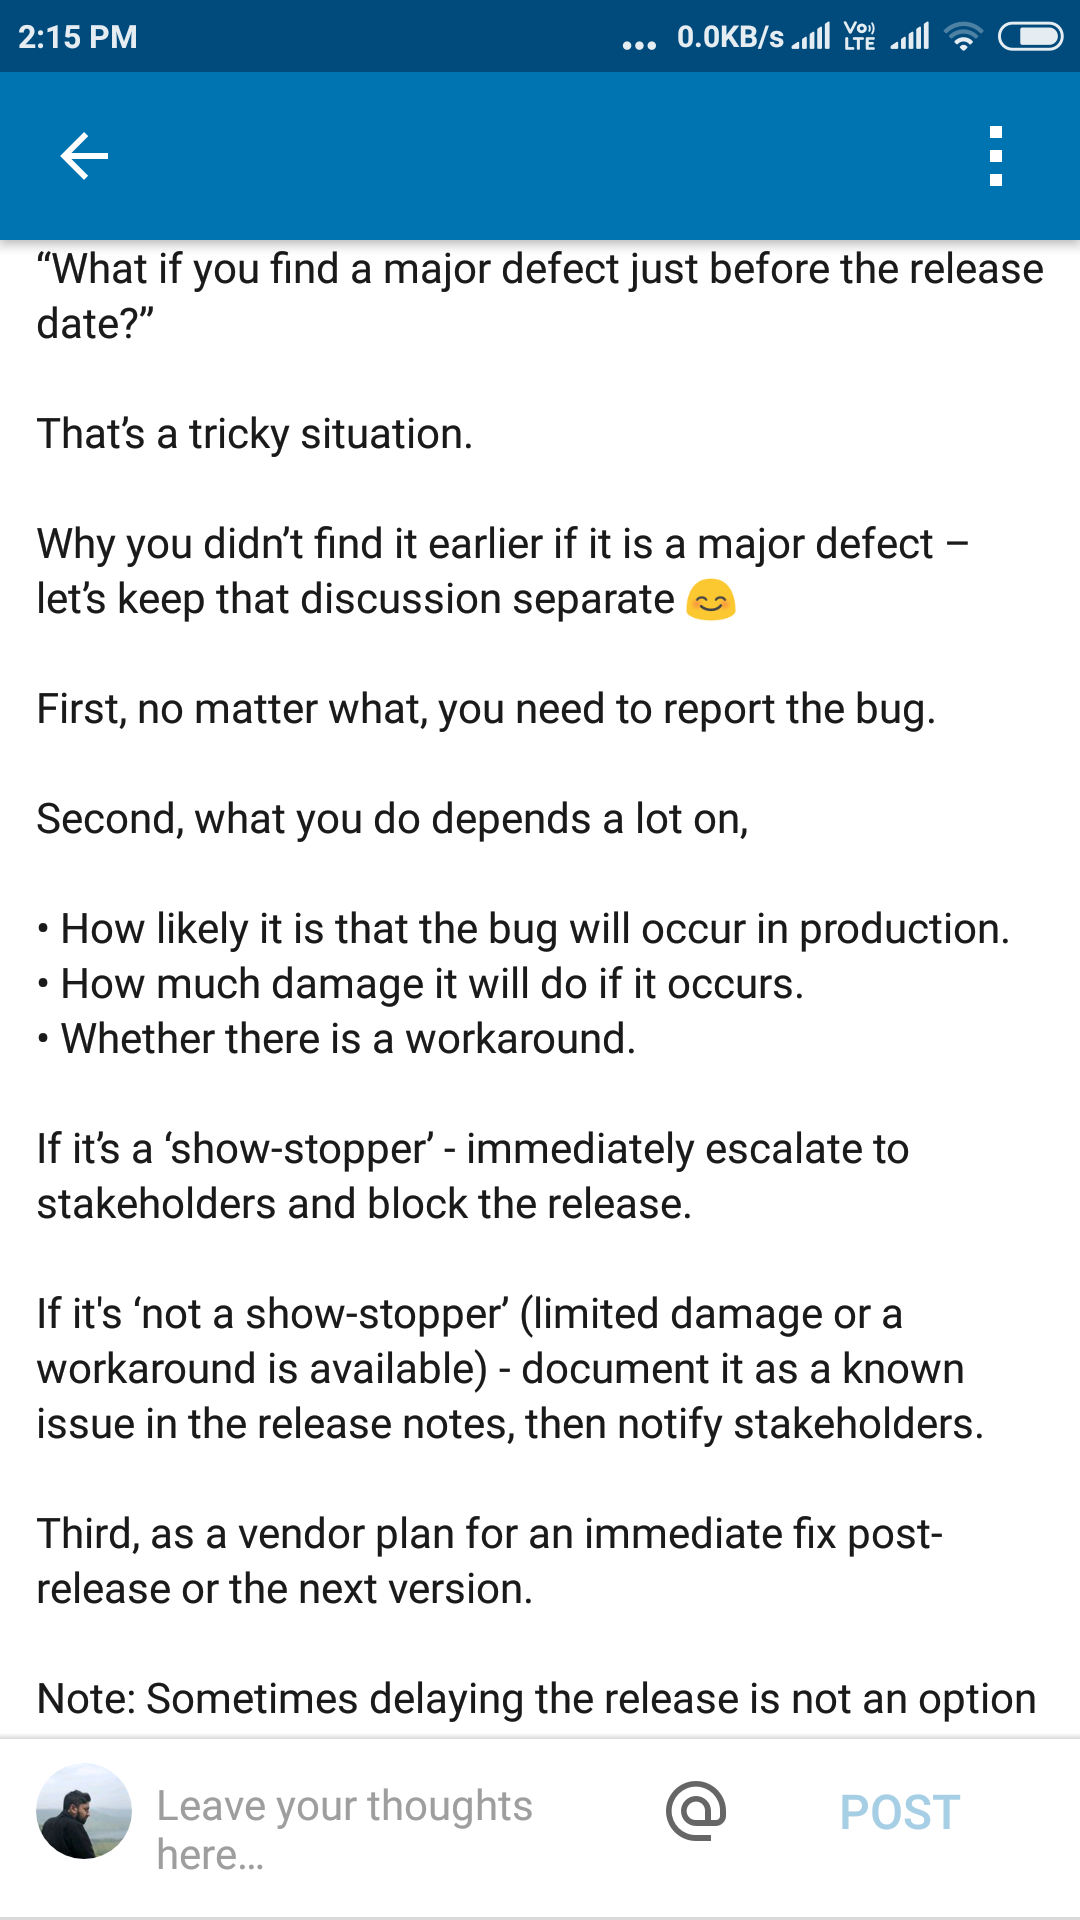 2:15 PM
... 0.0KB/s VoLTE
“What if you find a major defect just before the release
date?”
That’s a tricky situation.
Why you didn’t find it earlier if it is a major defect –
let’s keep that discussion separate 😊
First, no matter what, you need to report the bug.
Second, what you do depends a lot on,
• How likely it is that the bug will occur in production.
• How much damage it will do if it occurs.
• Whether there is a workaround.
If it’s a ‘show-stopper’ - immediately escalate to
stakeholders and block the release.
If it's ‘not a show-stopper’ (limited damage or a
workaround is available) - document it as a known
issue in the release notes, then notify stakeholders.
Third, as a vendor plan for an immediate fix post-
release or the next version.
Note: Sometimes delaying the release is not an option
Leave your thoughts
here...
@
POST